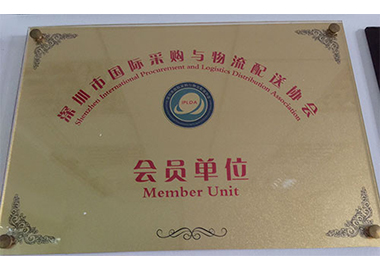 深圳市国际采购与物流配送协会
Shenzhen International Procurement and Logistics Distribution Association
IPLDA
会员单位
Member Unit